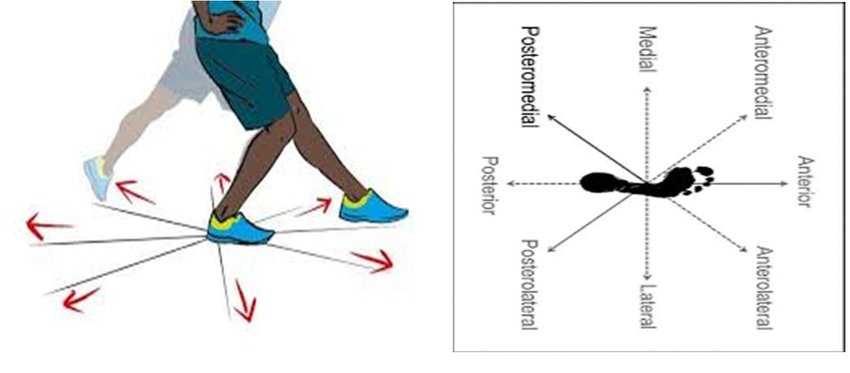 Posteromedial
Medial
Anteromedial
Posterior
Anterior
Posterolateral
Lateral
Anterolateral